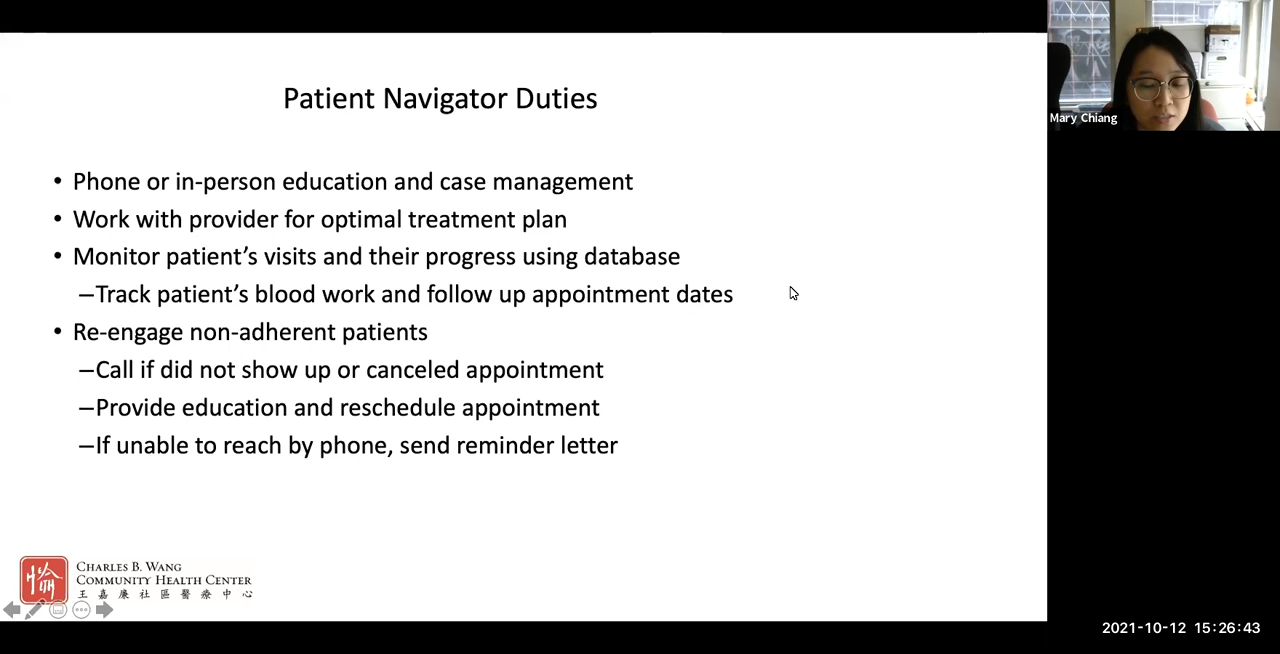 Patient Navigator Duties
• Phone or in-person education and case management
• Work with provider for optimal treatment plan
• Monitor patient’s visits and their progress using database
–Track patient’s blood work and follow up appointment dates
• Re-engage non-adherent patients
–Call if did not show up or canceled appointment
–Provide education and reschedule appointment
–If unable to reach by phone, send reminder letter
CHARLES B. WANG
COMMUNITY HEALTH CENTER
王嘉廉社區醫療中心
Mary Chiang
2021-10-12 15:26:43